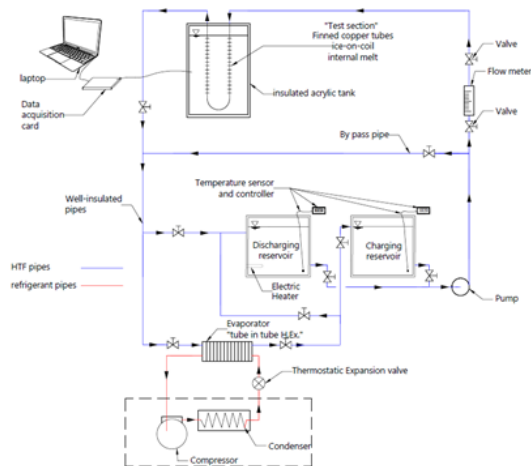 "Test section"
Finned copper tubes
ice-on-coil
internal melt
Valve
Flow meter
laptop
insulated acrylic tank
Valve
Data
acquisition
card
By pass pipe
Temperature sensor
and controller
Well-insulated
pipes
Discharging
reservoir
Charging
reservoir
HTF pipes
refrigerant pipes
Electric
Heater
Pump
Evaporator
"tube in tube H.Ex."
Thermostatic Expansion valve
Condenser
Compressor